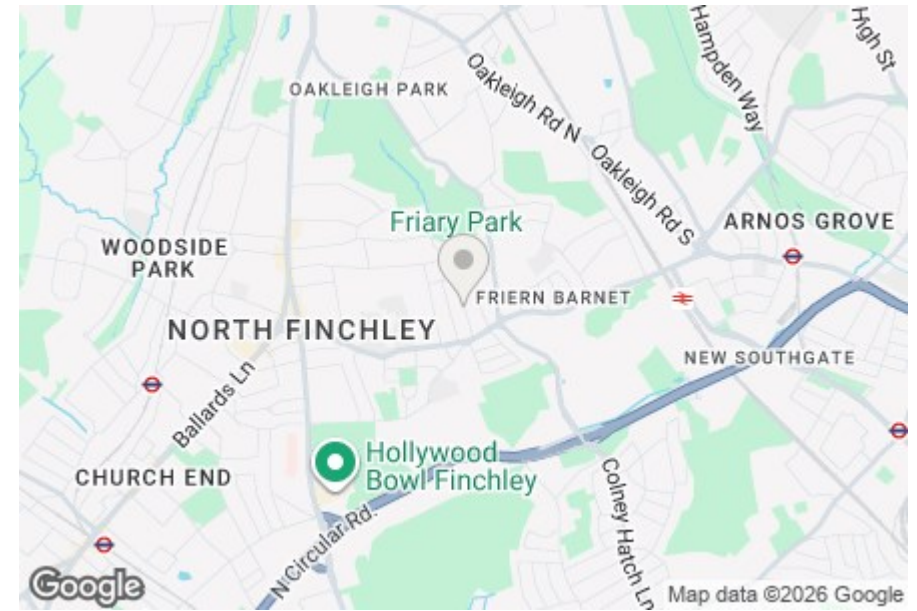 OAKLEIGH PARK
Oakleigh Rd N
Hampden Way
High St
Oakleigh Rd S
Friary Park
ARNOS GROVE
WOODSIDE
PARK
FRIERN BARNET
NORTH FINCHLEY
NEW SOUTHGATE
Ballards Ln
CHURCH END
Hollywood
Bowl Finchley
Colney Hatch Ln
N Circular Rd.
Google
Map data ©2026 Google